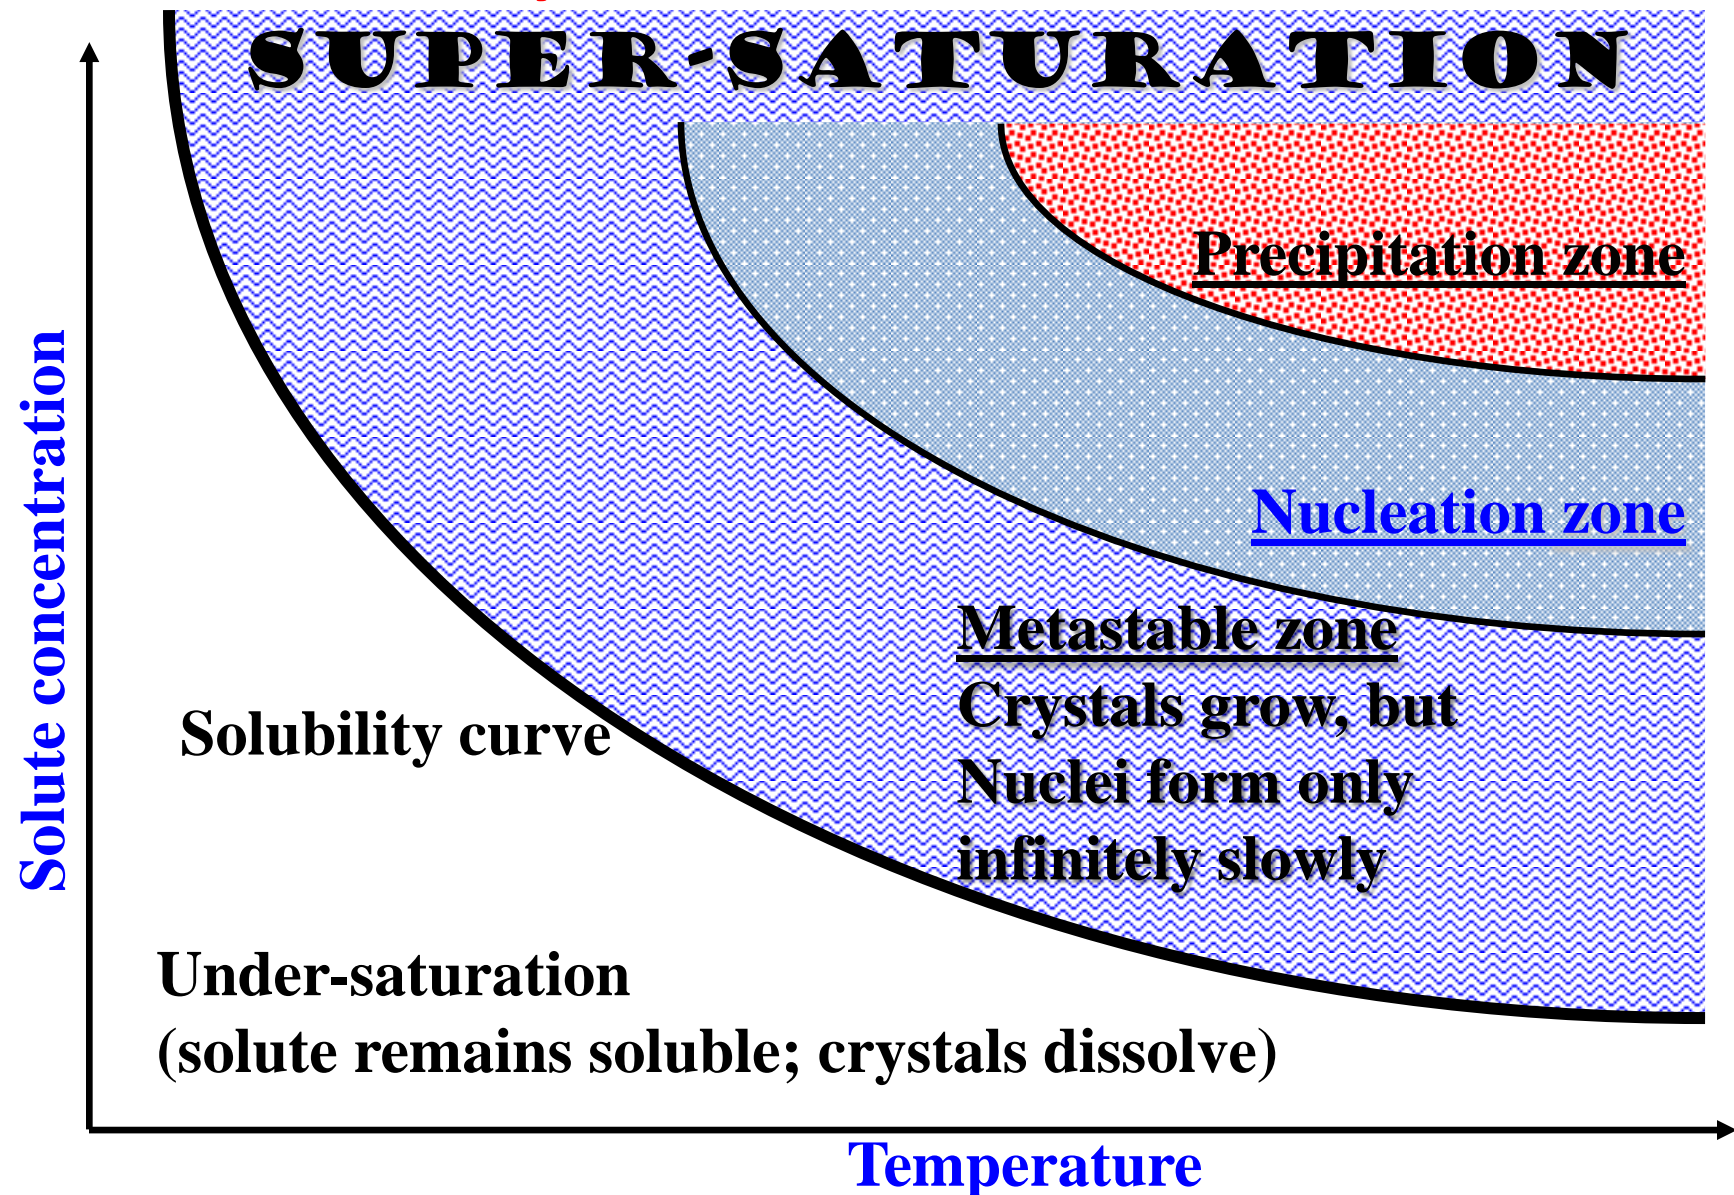 SUPER-SATURATION
Precipitation zone
Nucleation zone
Metastable zone
Crystals grow, but
Nuclei form only
infinitely slowly
Solubility curve
Under-saturation
(solute remains soluble; crystals dissolve)
Solute concentration
Temperature